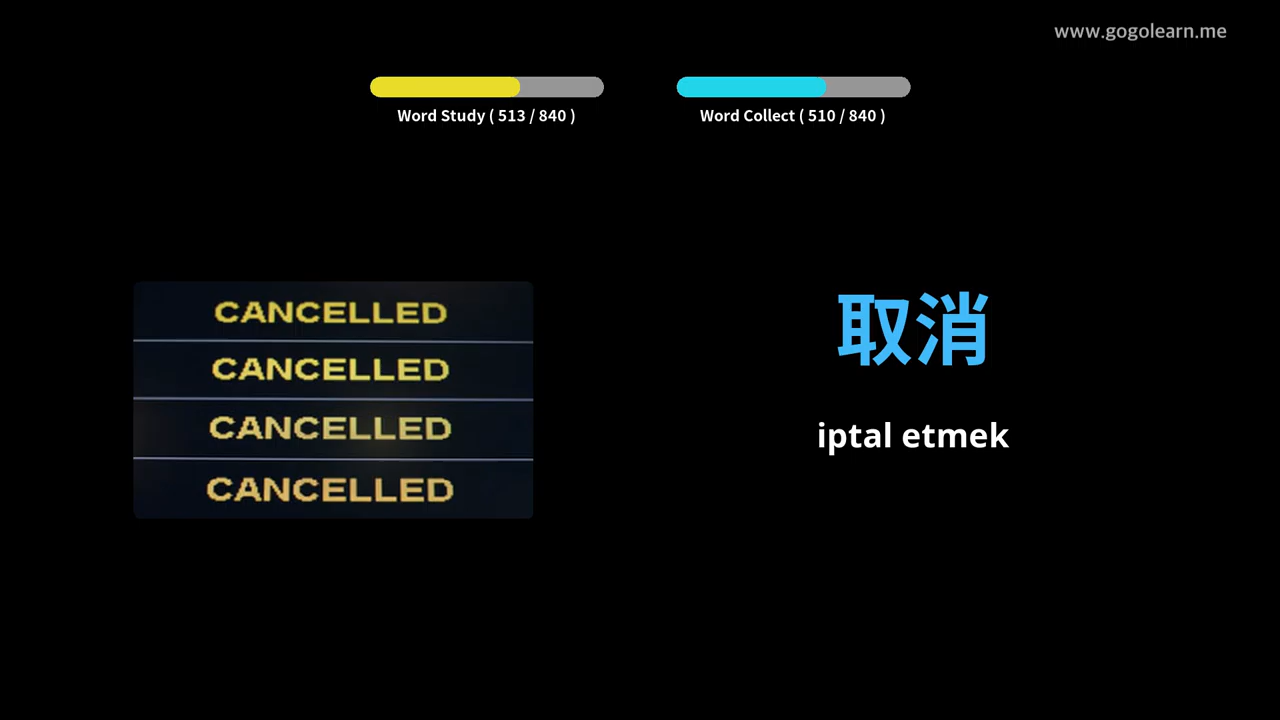 www.gogolearn.me
Word Study ( 513 / 840 )
Word Collect ( 510 / 840 )
CANCELLED
CANCELLED
CANCELLED
CANCELLED
取消
iptal etmek